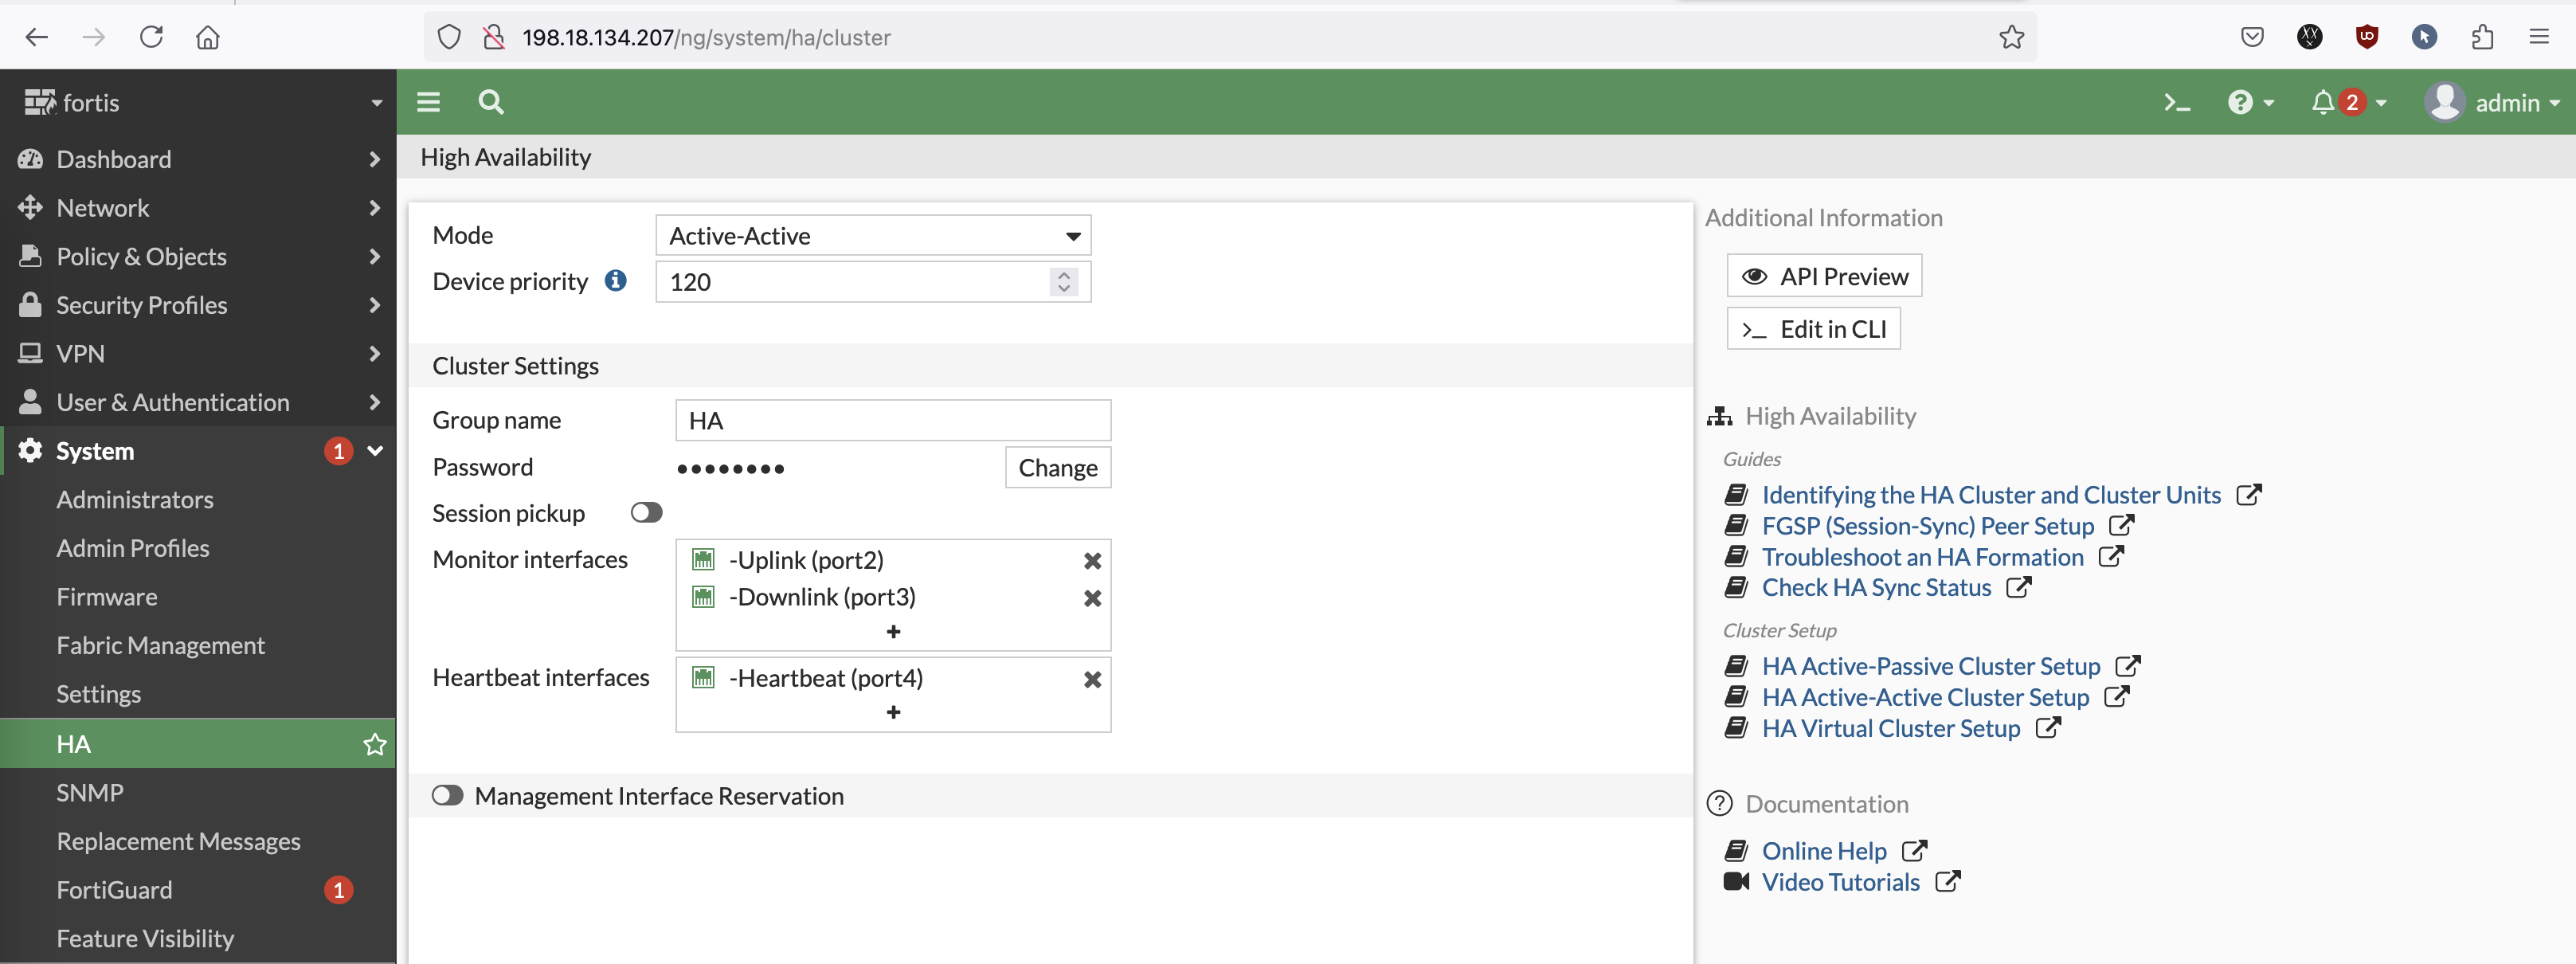 198.18.134.207/ng/system/ha/cluster
fortis
2
admin
Dashboard
Network
Policy & Objects
Security Profiles
VPN
User & Authentication
System 1
Administrators
Admin Profiles
Firmware
Fabric Management
Settings
HA
SNMP
Replacement Messages
FortiGuard 1
Feature Visibility
High Availability
Mode Active-Active
Device priority 120
Cluster Settings
Group name HA
Password •••••••• Change
Session pickup
Monitor interfaces -Uplink (port2)
-Downlink (port3)
+
Heartbeat interfaces -Heartbeat (port4)
+
Management Interface Reservation
Additional Information
API Preview
>_ Edit in CLI
High Availability
Guides
Identifying the HA Cluster and Cluster Units
FGSP (Session-Sync) Peer Setup
Troubleshoot an HA Formation
Check HA Sync Status
Cluster Setup
HA Active-Passive Cluster Setup
HA Active-Active Cluster Setup
HA Virtual Cluster Setup
Documentation
Online Help
Video Tutorials